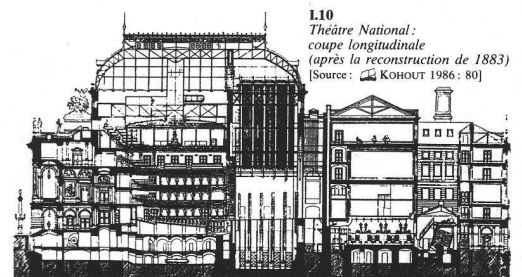 I.10
Théâtre National :
coupe longitudinale
(après la reconstruction de 1883)
[Source : KOHOUT 1986 : 80]